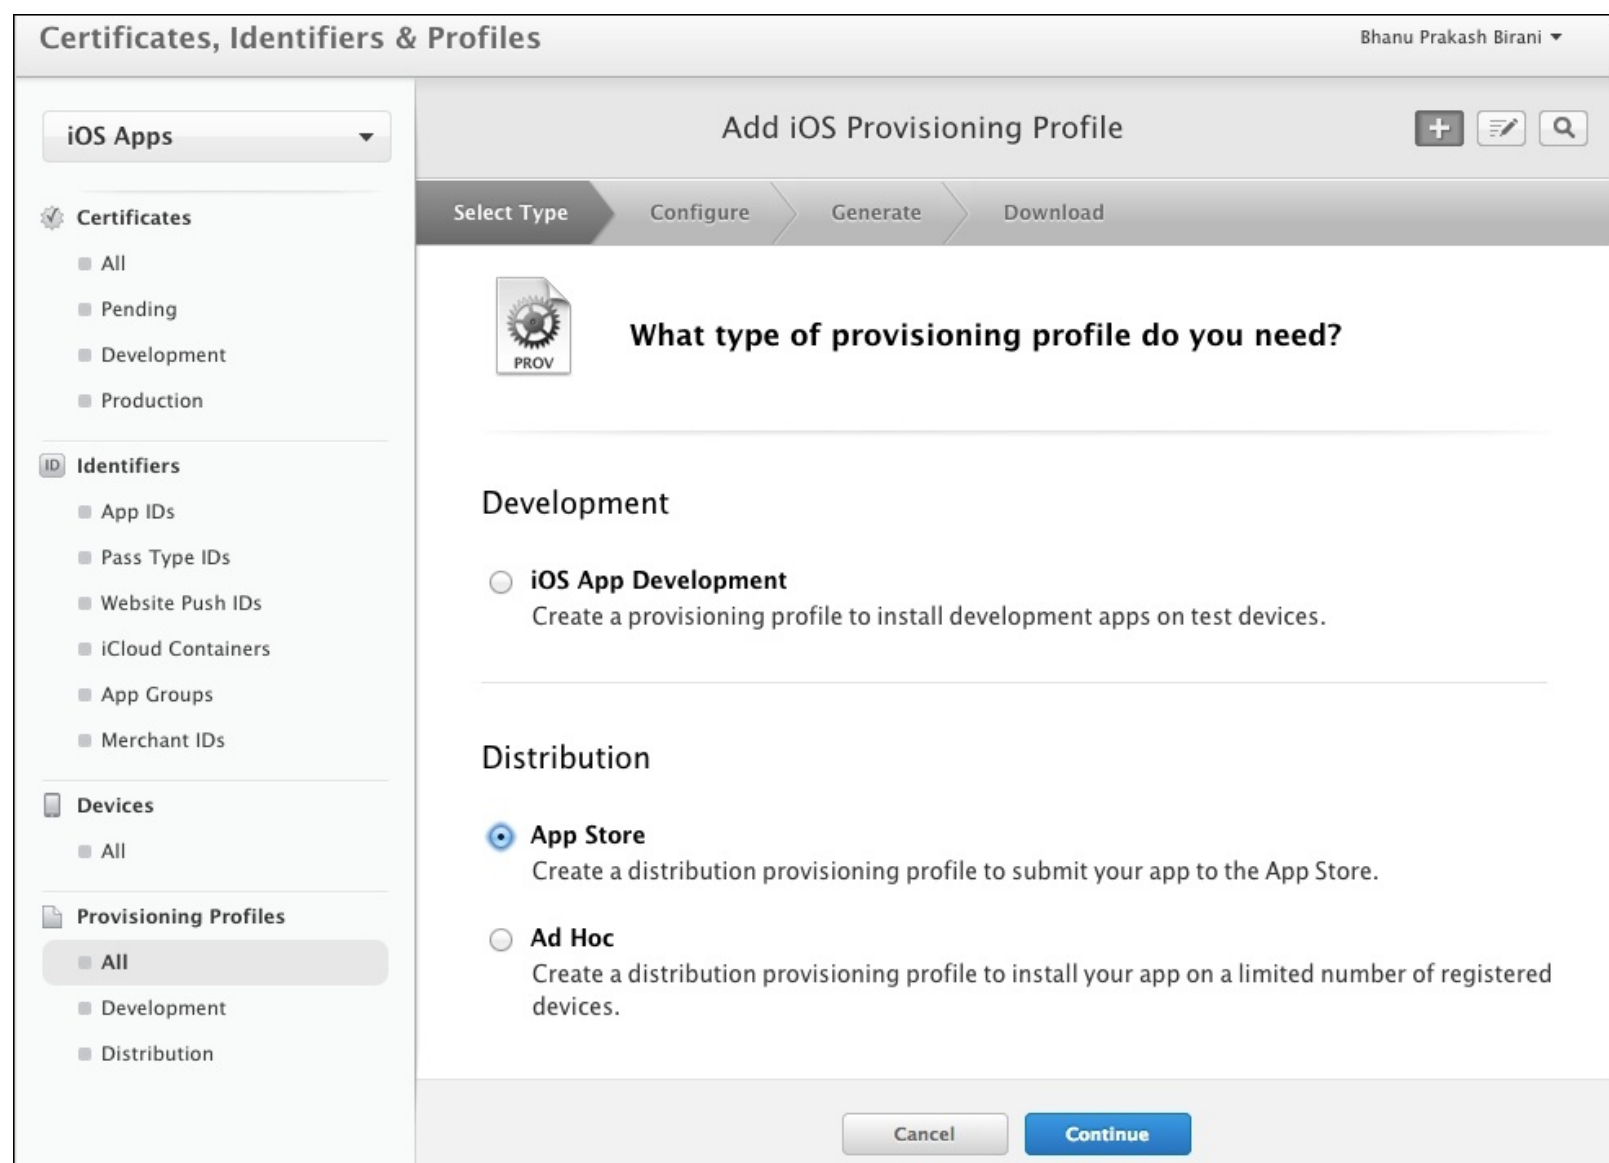 Certificates, Identifiers & Profiles
Bhanu Prakash Birani
iOS Apps
Certificates
All
Pending
Development
Production
ID
Identifiers
App IDs
Pass Type IDs
Website Push IDs
iCloud Containers
App Groups
Merchant IDs
Devices
All
Provisioning Profiles
All
Development
Distribution
Add iOS Provisioning Profile
Select Type
Configure
Generate
Download
PROV
What type of provisioning profile do you need?
Development
iOS App Development
Create a provisioning profile to install development apps on test devices.
Distribution
App Store
Create a distribution provisioning profile to submit your app to the App Store.
Ad Hoc
Create a distribution provisioning profile to install your app on a limited number of registered
devices.
Cancel
Continue